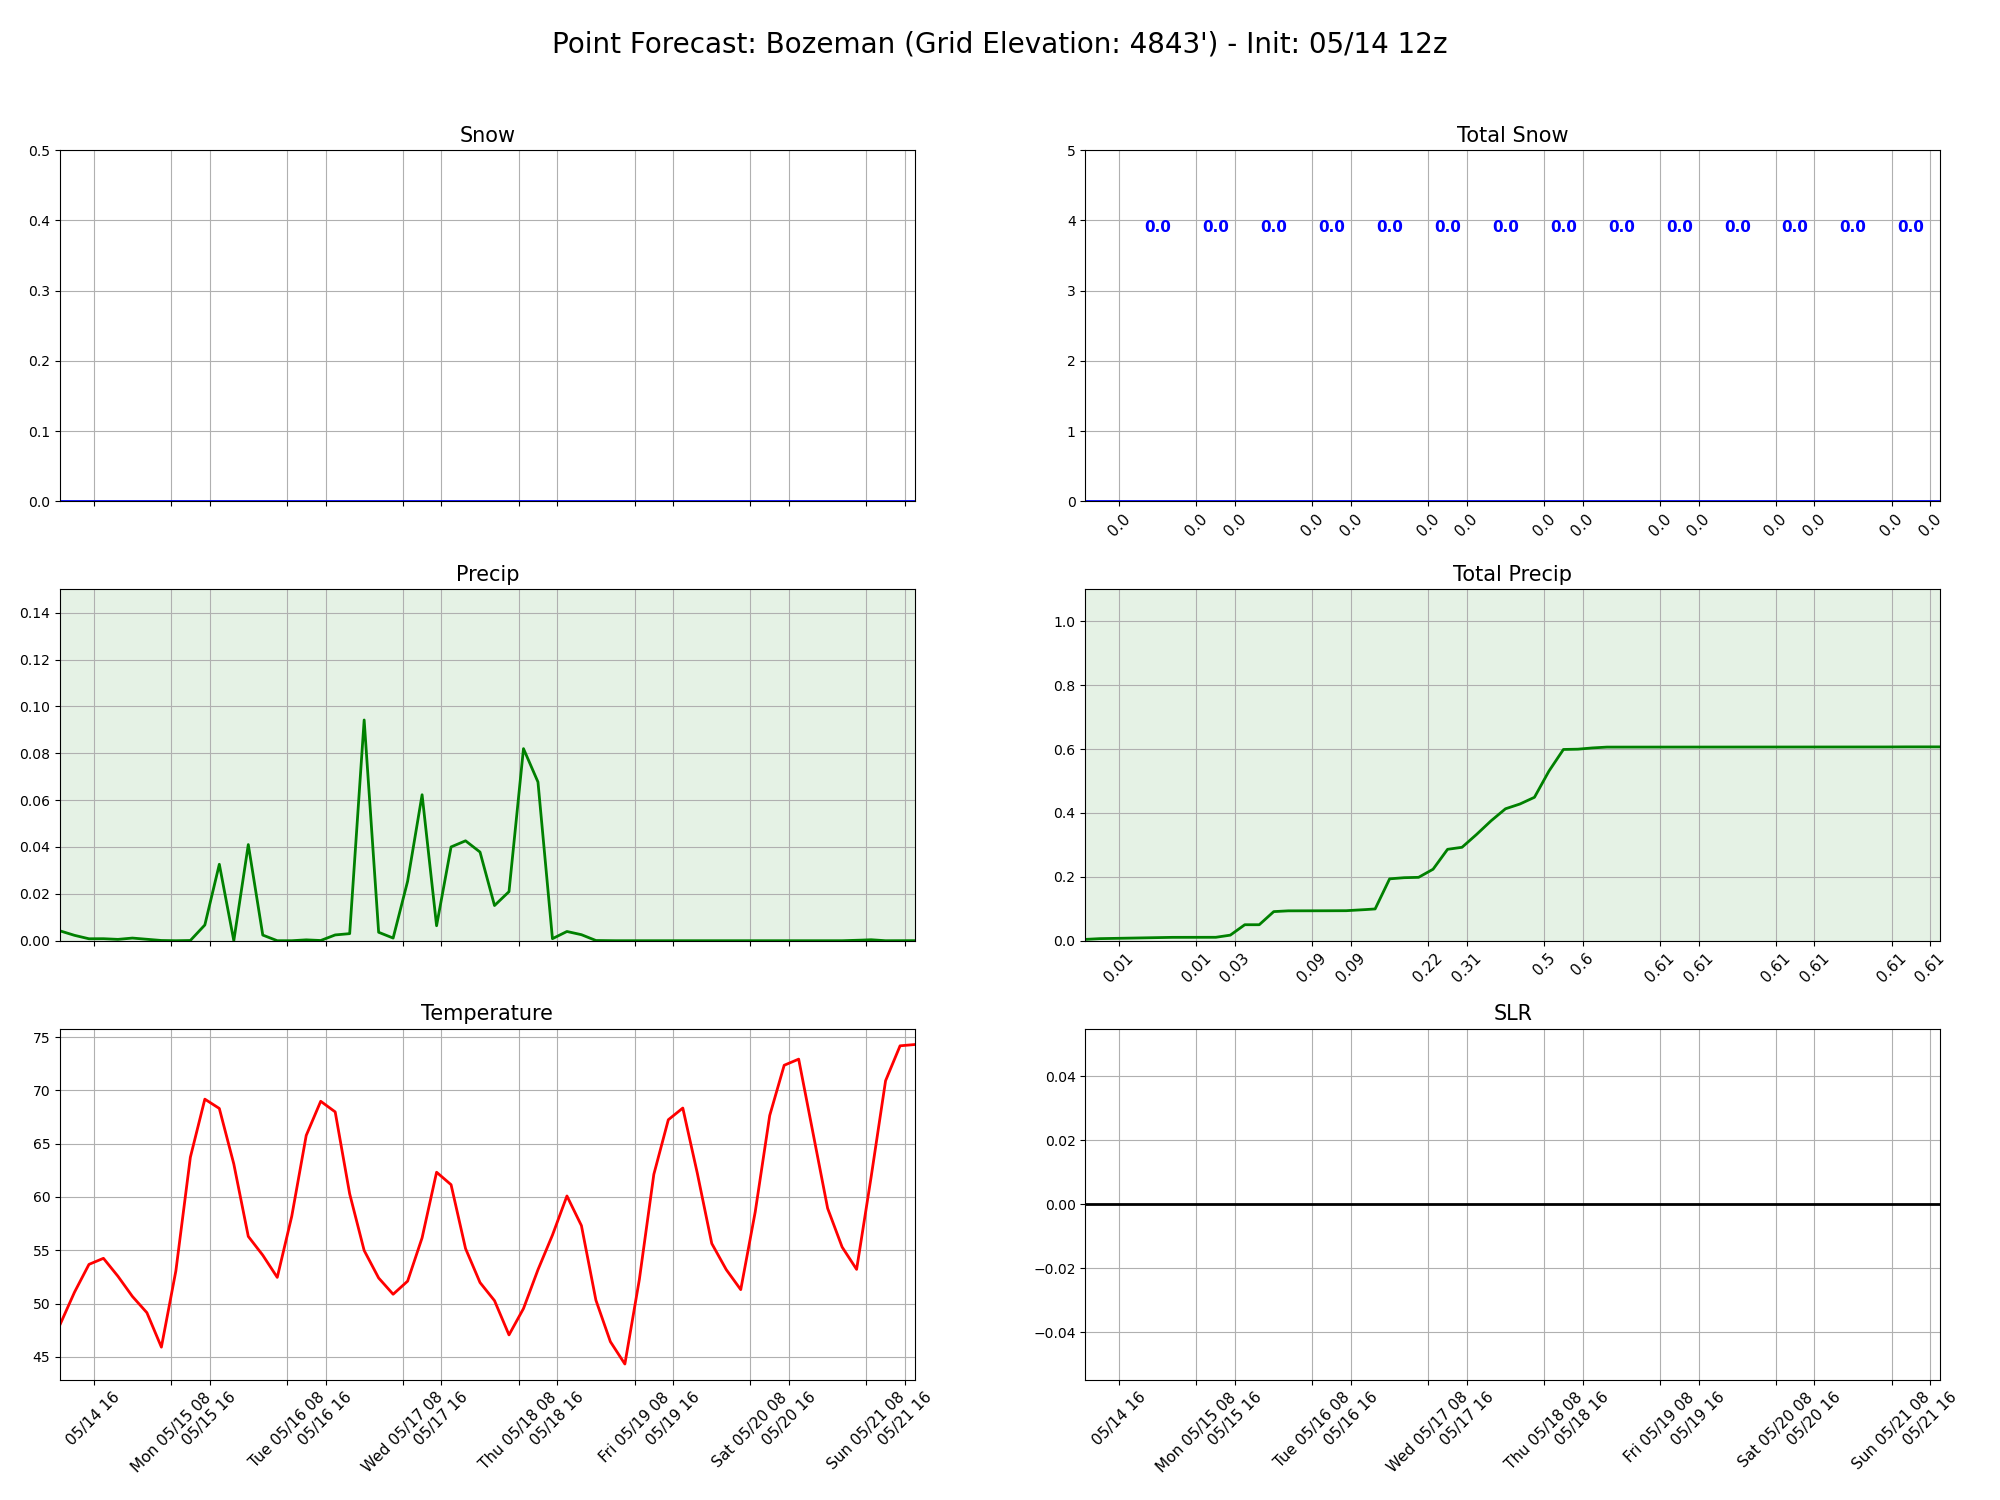 Point Forecast: Bozeman (Grid Elevation: 4843') - Init: 05/14 12z
Snow
0.5
0.4
0.3
0.2
0.1
0.0
Total Snow
5
4
3
2
1
0
0.0 0.0 0.0 0.0 0.0 0.0 0.0 0.0 0.0 0.0 0.0 0.0 0.0 0.0
0.0 0.0 0.0 0.0 0.0 0.0 0.0 0.0 0.0 0.0 0.0 0.0 0.0 0.0 0.0
Precip
0.14
0.12
0.10
0.08
0.06
0.04
0.02
0.00
Total Precip
1.0
0.8
0.6
0.4
0.2
0.0
0.01 0.01 0.03 0.09 0.09 0.22 0.31 0.5 0.6 0.61 0.61 0.61 0.61 0.61 0.61
Temperature
75
70
65
60
55
50
45
05/14 16
Mon 05/15 08
05/15 16
Tue 05/16 08
05/16 16
Wed 05/17 08
05/17 16
Thu 05/18 08
05/18 16
Fri 05/19 08
05/19 16
Sat 05/20 08
05/20 16
Sun 05/21 08
05/21 16
SLR
0.04
0.02
0.00
−0.02
−0.04
05/14 16
Mon 05/15 08
05/15 16
Tue 05/16 08
05/16 16
Wed 05/17 08
05/17 16
Thu 05/18 08
05/18 16
Fri 05/19 08
05/19 16
Sat 05/20 08
05/20 16
Sun 05/21 08
05/21 16